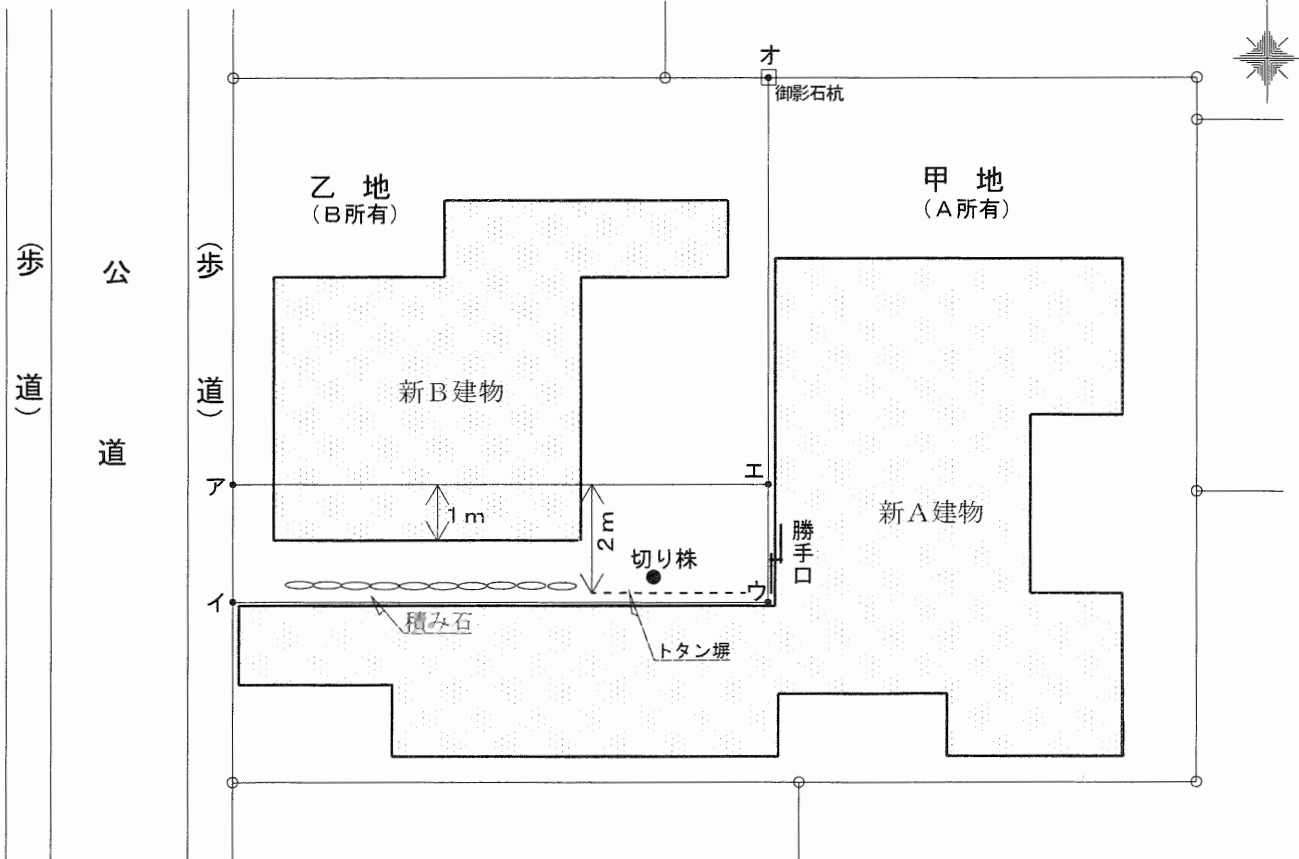 オ
御影石杭
乙 地
(B所有)
甲 地
(A所有)
(歩道)
公道
(歩道)
新B建物
ア
エ
1m
2m
新A建物
勝手口
切り株
イ
ウ
積み石
トタン塀